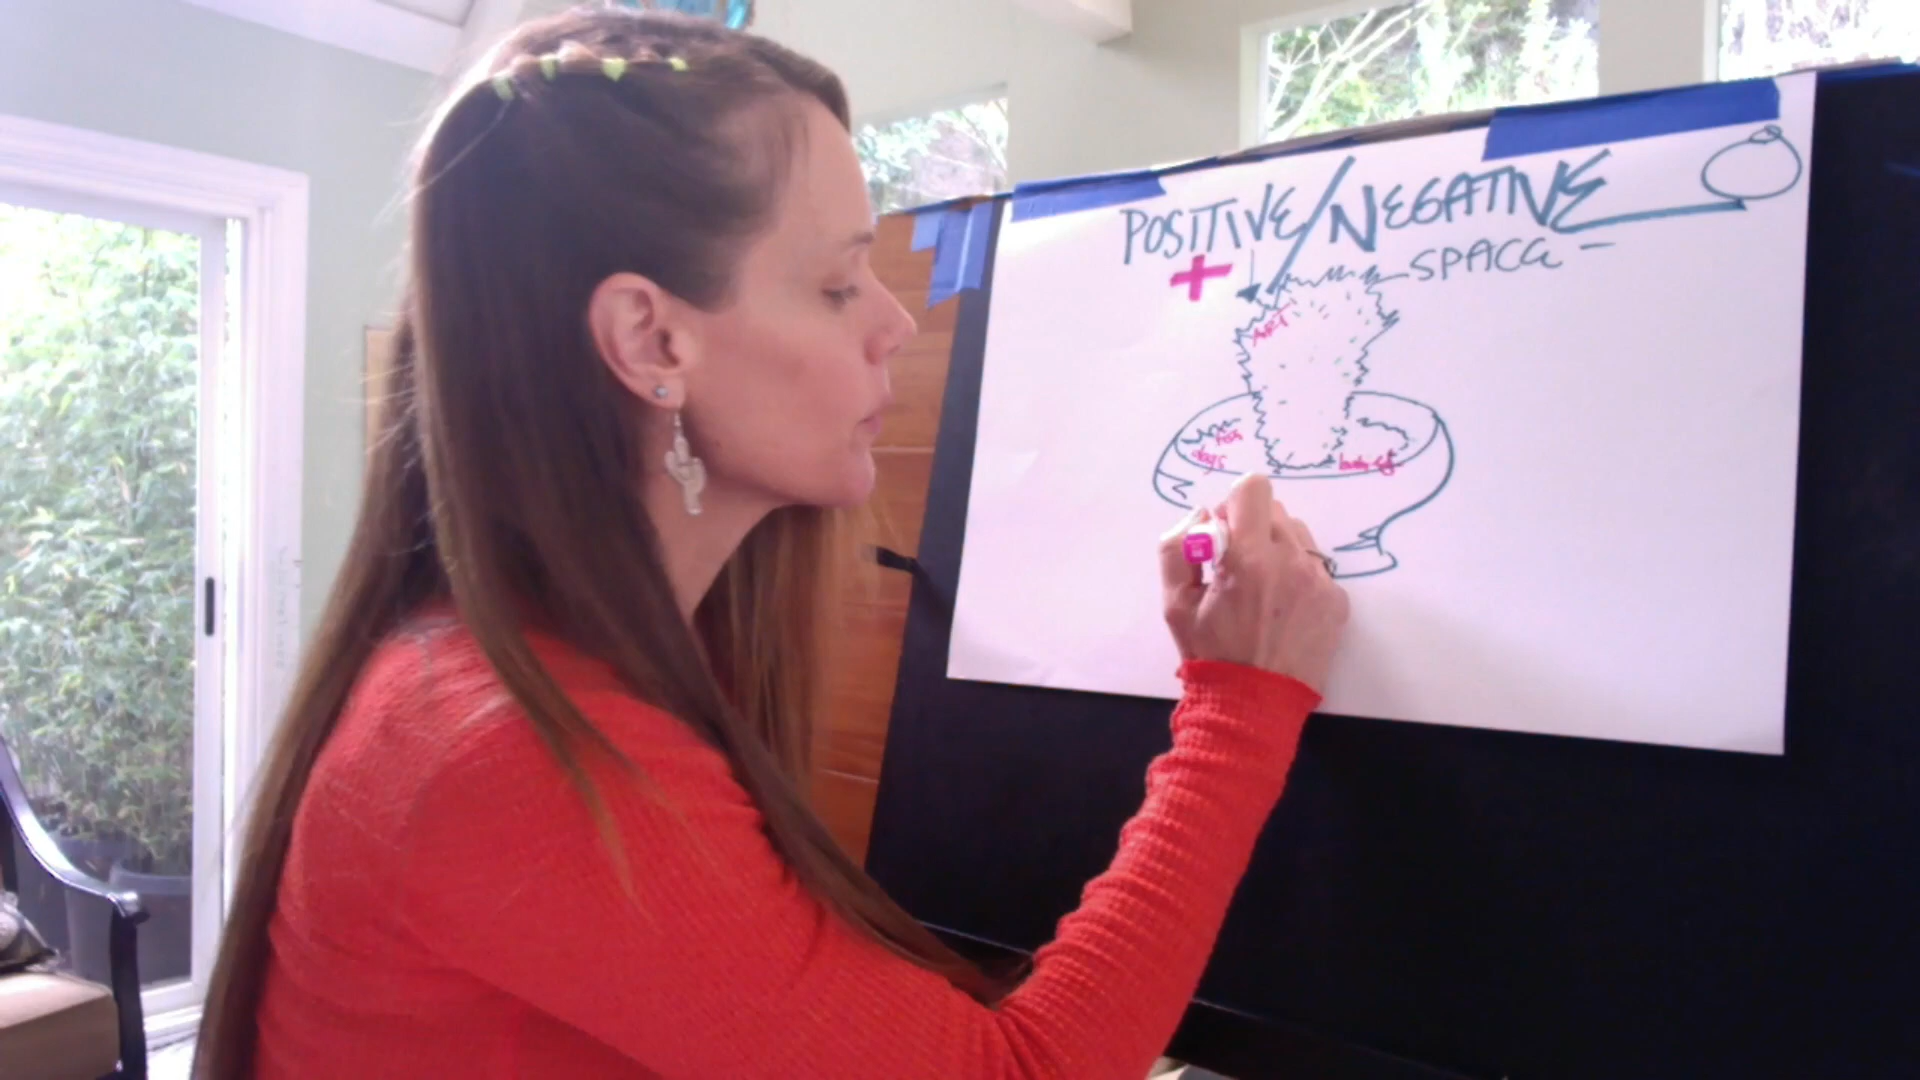 POSITIVE/NEGATIVE
+ SPACE -
ART
fish
dogs